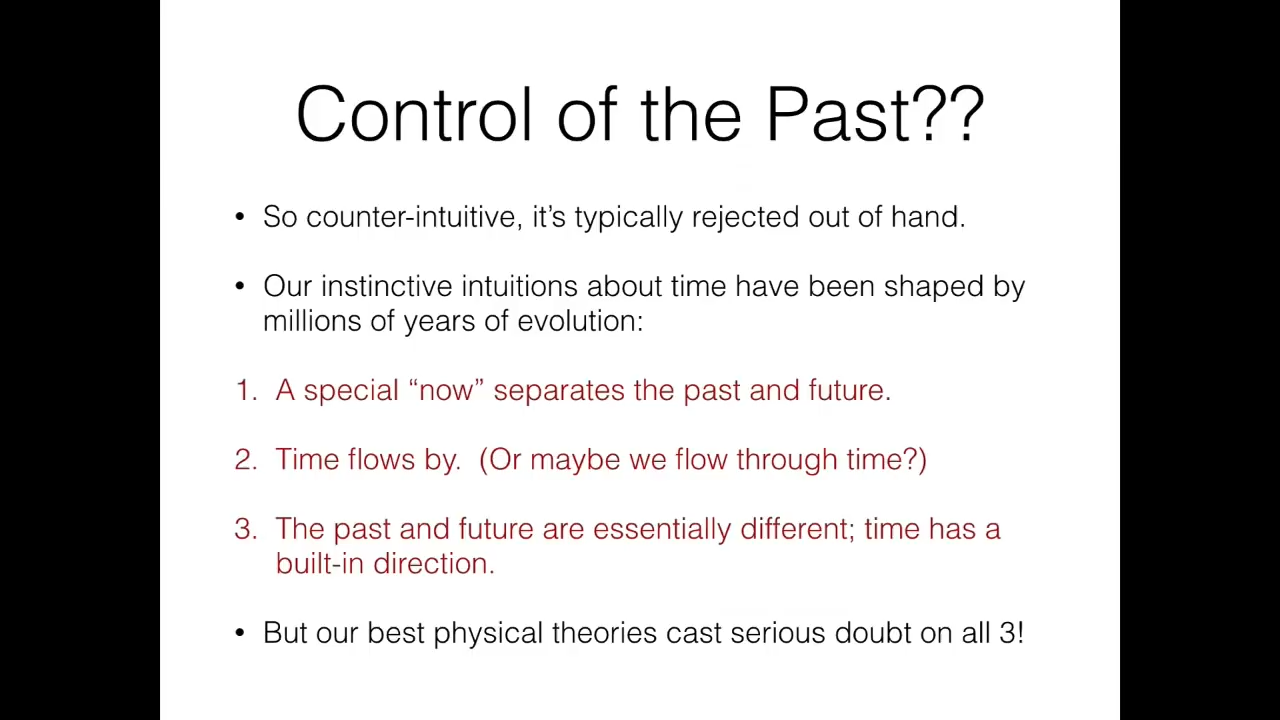 Control of the Past??
• So counter-intuitive, it’s typically rejected out of hand.
• Our instinctive intuitions about time have been shaped by
millions of years of evolution:
1. A special “now” separates the past and future.
2. Time flows by. (Or maybe we flow through time?)
3. The past and future are essentially different; time has a
built-in direction.
• But our best physical theories cast serious doubt on all 3!